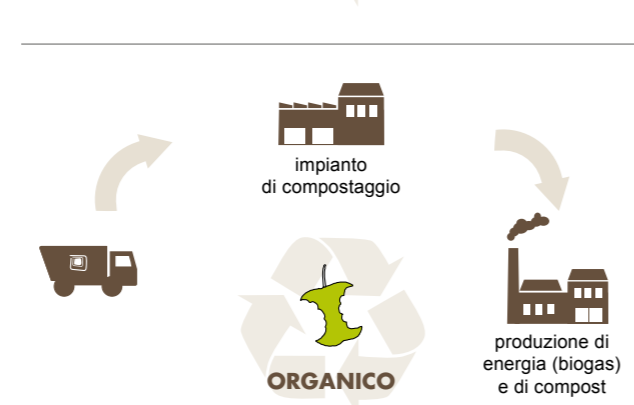 impianto
di compostaggio
ORGANICO
produzione di
energia (biogas)
e di compost